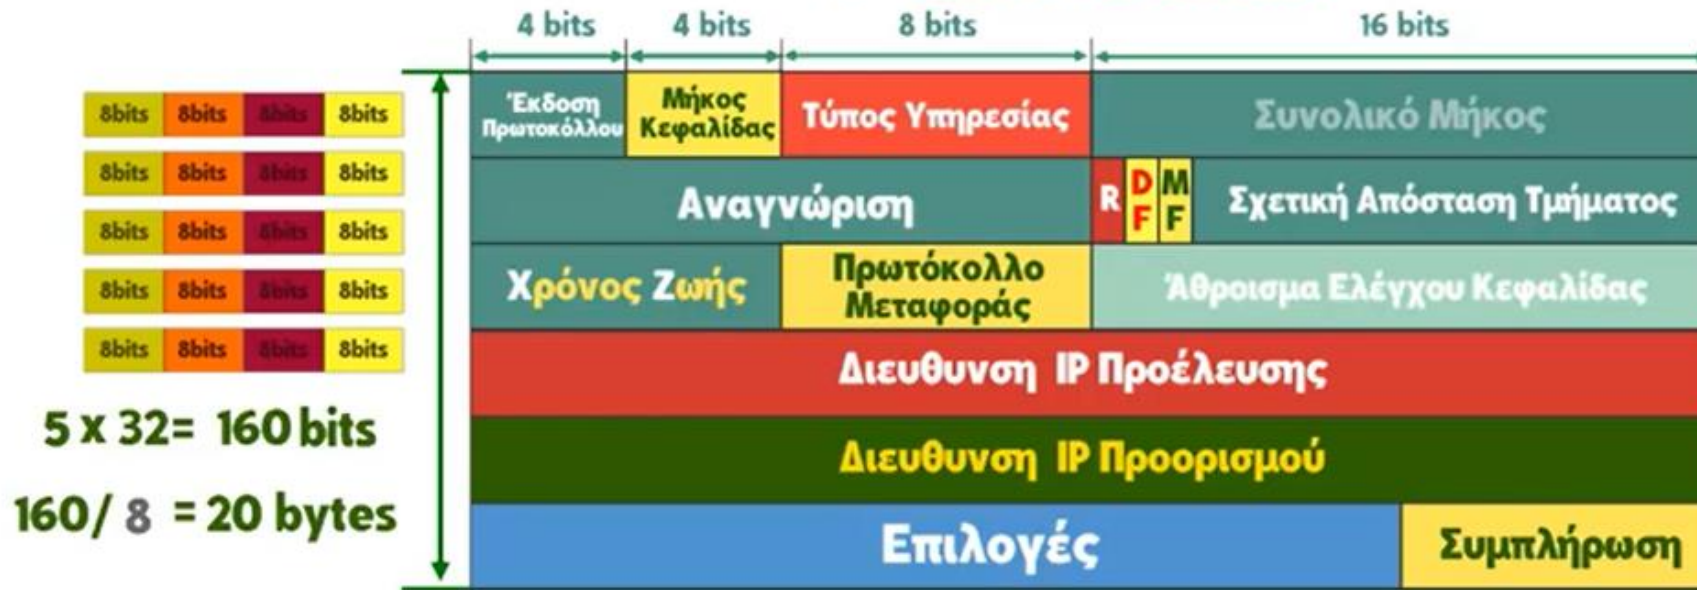 4 bits 4 bits 8 bits 16 bits
8bits 8bits 8bits 8bits
Έκδοση
Πρωτοκόλλου
Μήκος
Κεφαλίδας
Τύπος Υπηρεσίας
Συνολικό Μήκος
8bits 8bits 8bits 8bits
Αναγνώριση
R
D
F
M
F
Σχετική Απόσταση Τμήματος
8bits 8bits 8bits 8bits
Χρόνος Ζωής
Πρωτόκολλο
Μεταφοράς
Άθροισμα Ελέγχου Κεφαλίδας
8bits 8bits 8bits 8bits
8bits 8bits 8bits 8bits
Διευθυνση IP Προέλευσης
5 x 32= 160 bits
Διευθυνση IP Προορισμού
160/ 8 = 20 bytes
Επιλογές
Συμπλήρωση